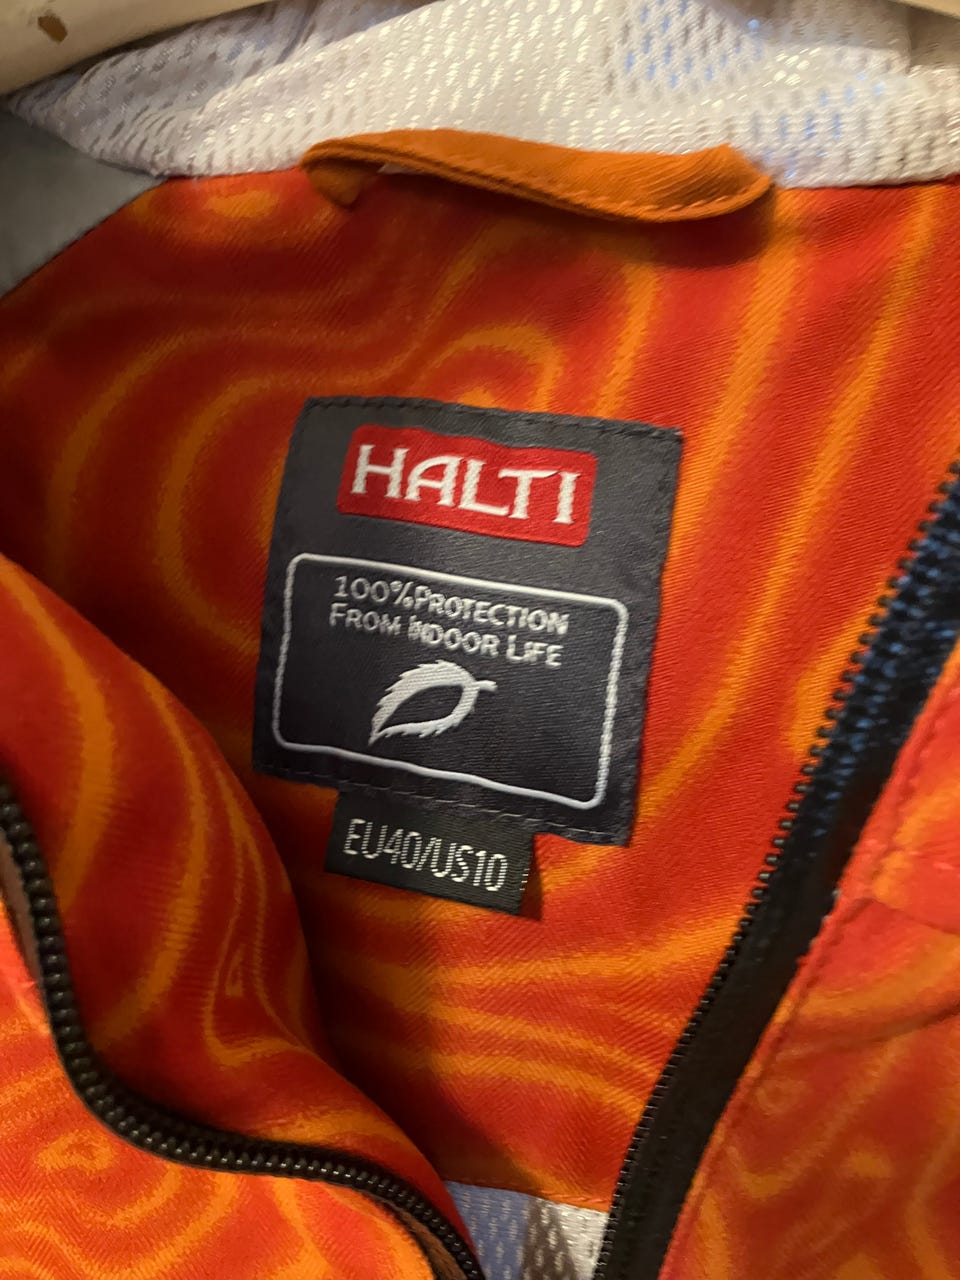 HALTI
100% PROTECTION
FROM INDOOR LIFE
EU40/US10